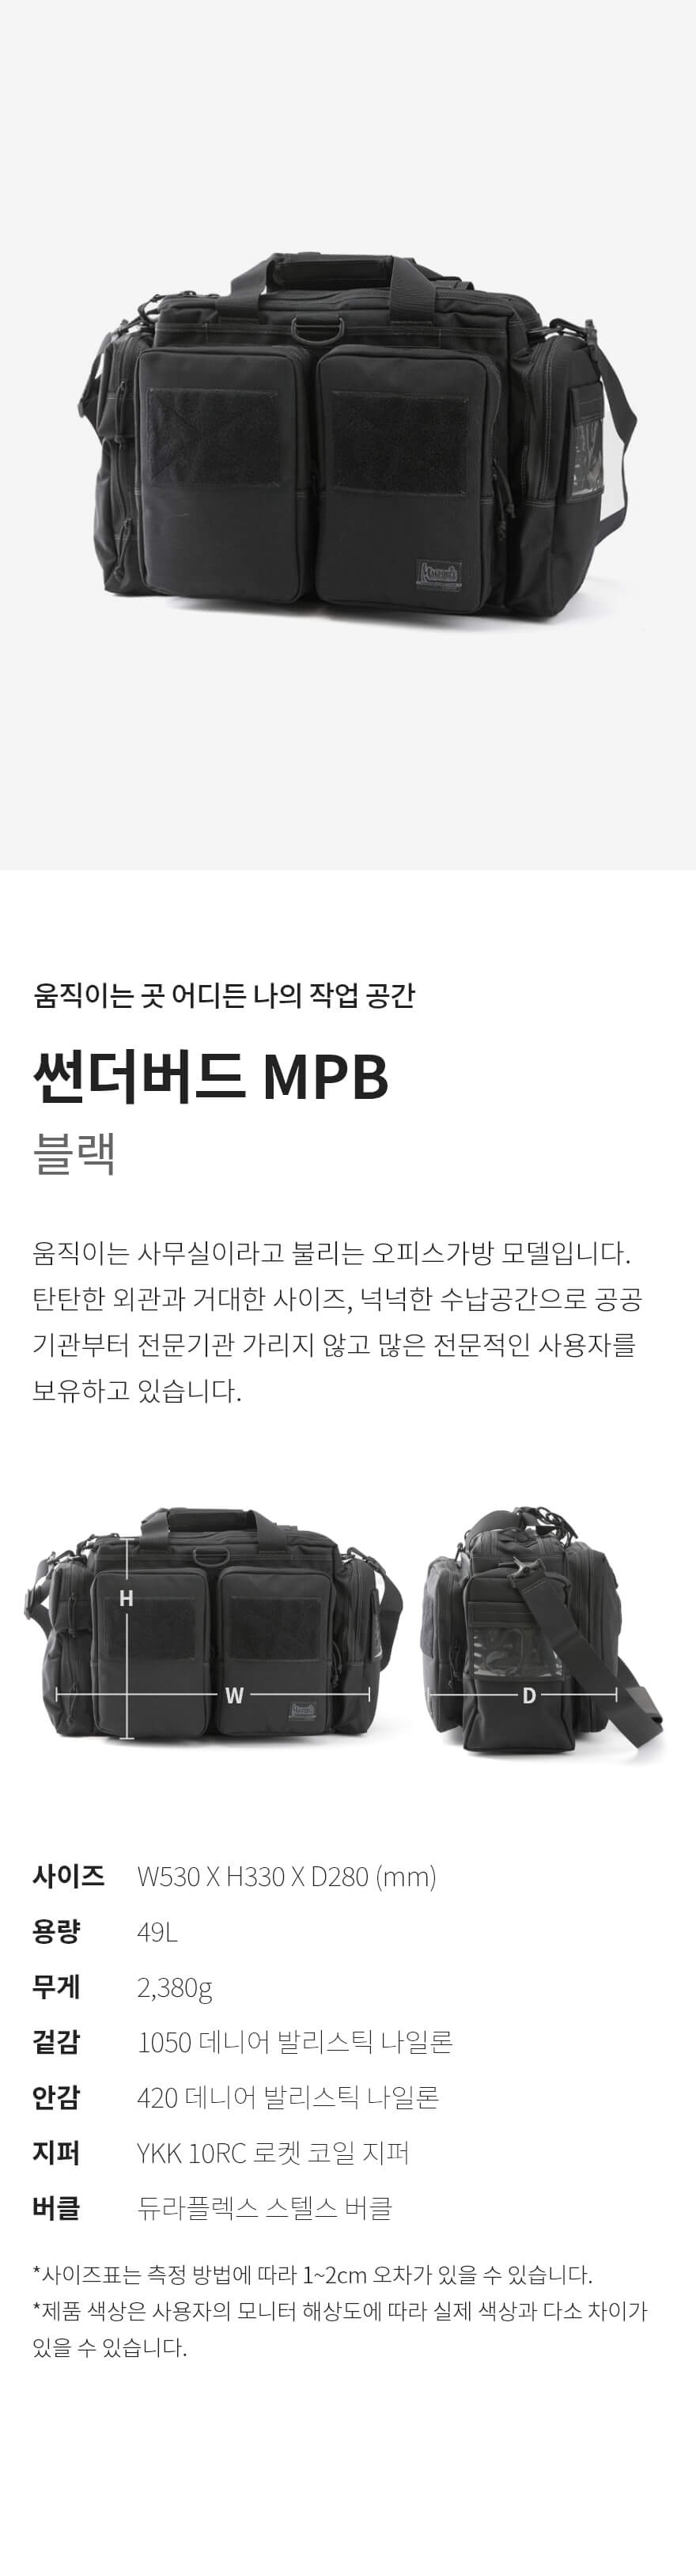 움직이는 곳 어디든 나의 작업 공간
썬더버드 MPB
블랙
움직이는 사무실이라고 불리는 오피스가방 모델입니다.
탄탄한 외관과 거대한 사이즈, 넉넉한 수납공간으로 공공
기관부터 전문기관 가리지 않고 많은 전문적인 사용자를
보유하고 있습니다.
H
W
D
사이즈 W530 X H330 X D280 (mm)
용량 49L
무게 2,380g
겉감 1050 데니어 발리스틱 나일론
안감 420 데니어 발리스틱 나일론
지퍼 YKK 10RC 로켓 코일 지퍼
버클 듀라플렉스 스텔스 버클
*사이즈표는 측정 방법에 따라 1~2cm 오차가 있을 수 있습니다.
*제품 색상은 사용자의 모니터 해상도에 따라 실제 색상과 다소 차이가
있을 수 있습니다.